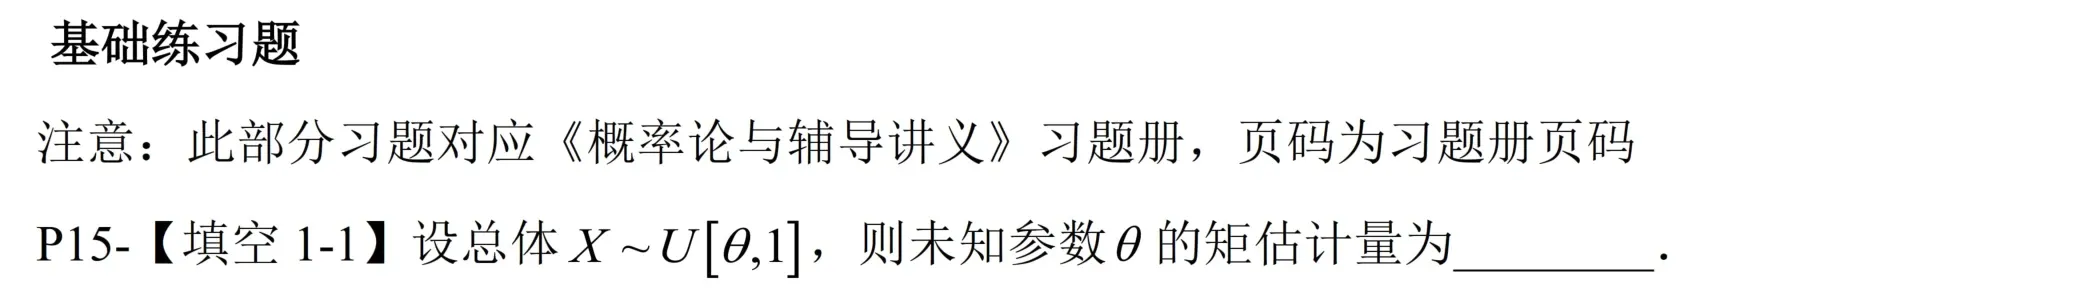 基础练习题
注意：此部分习题对应《概率论与辅导讲义》习题册，页码为习题册页码
P15-【填空 1-1】设总体 X ~ U[θ,1]，则未知参数θ 的矩估计量为________.